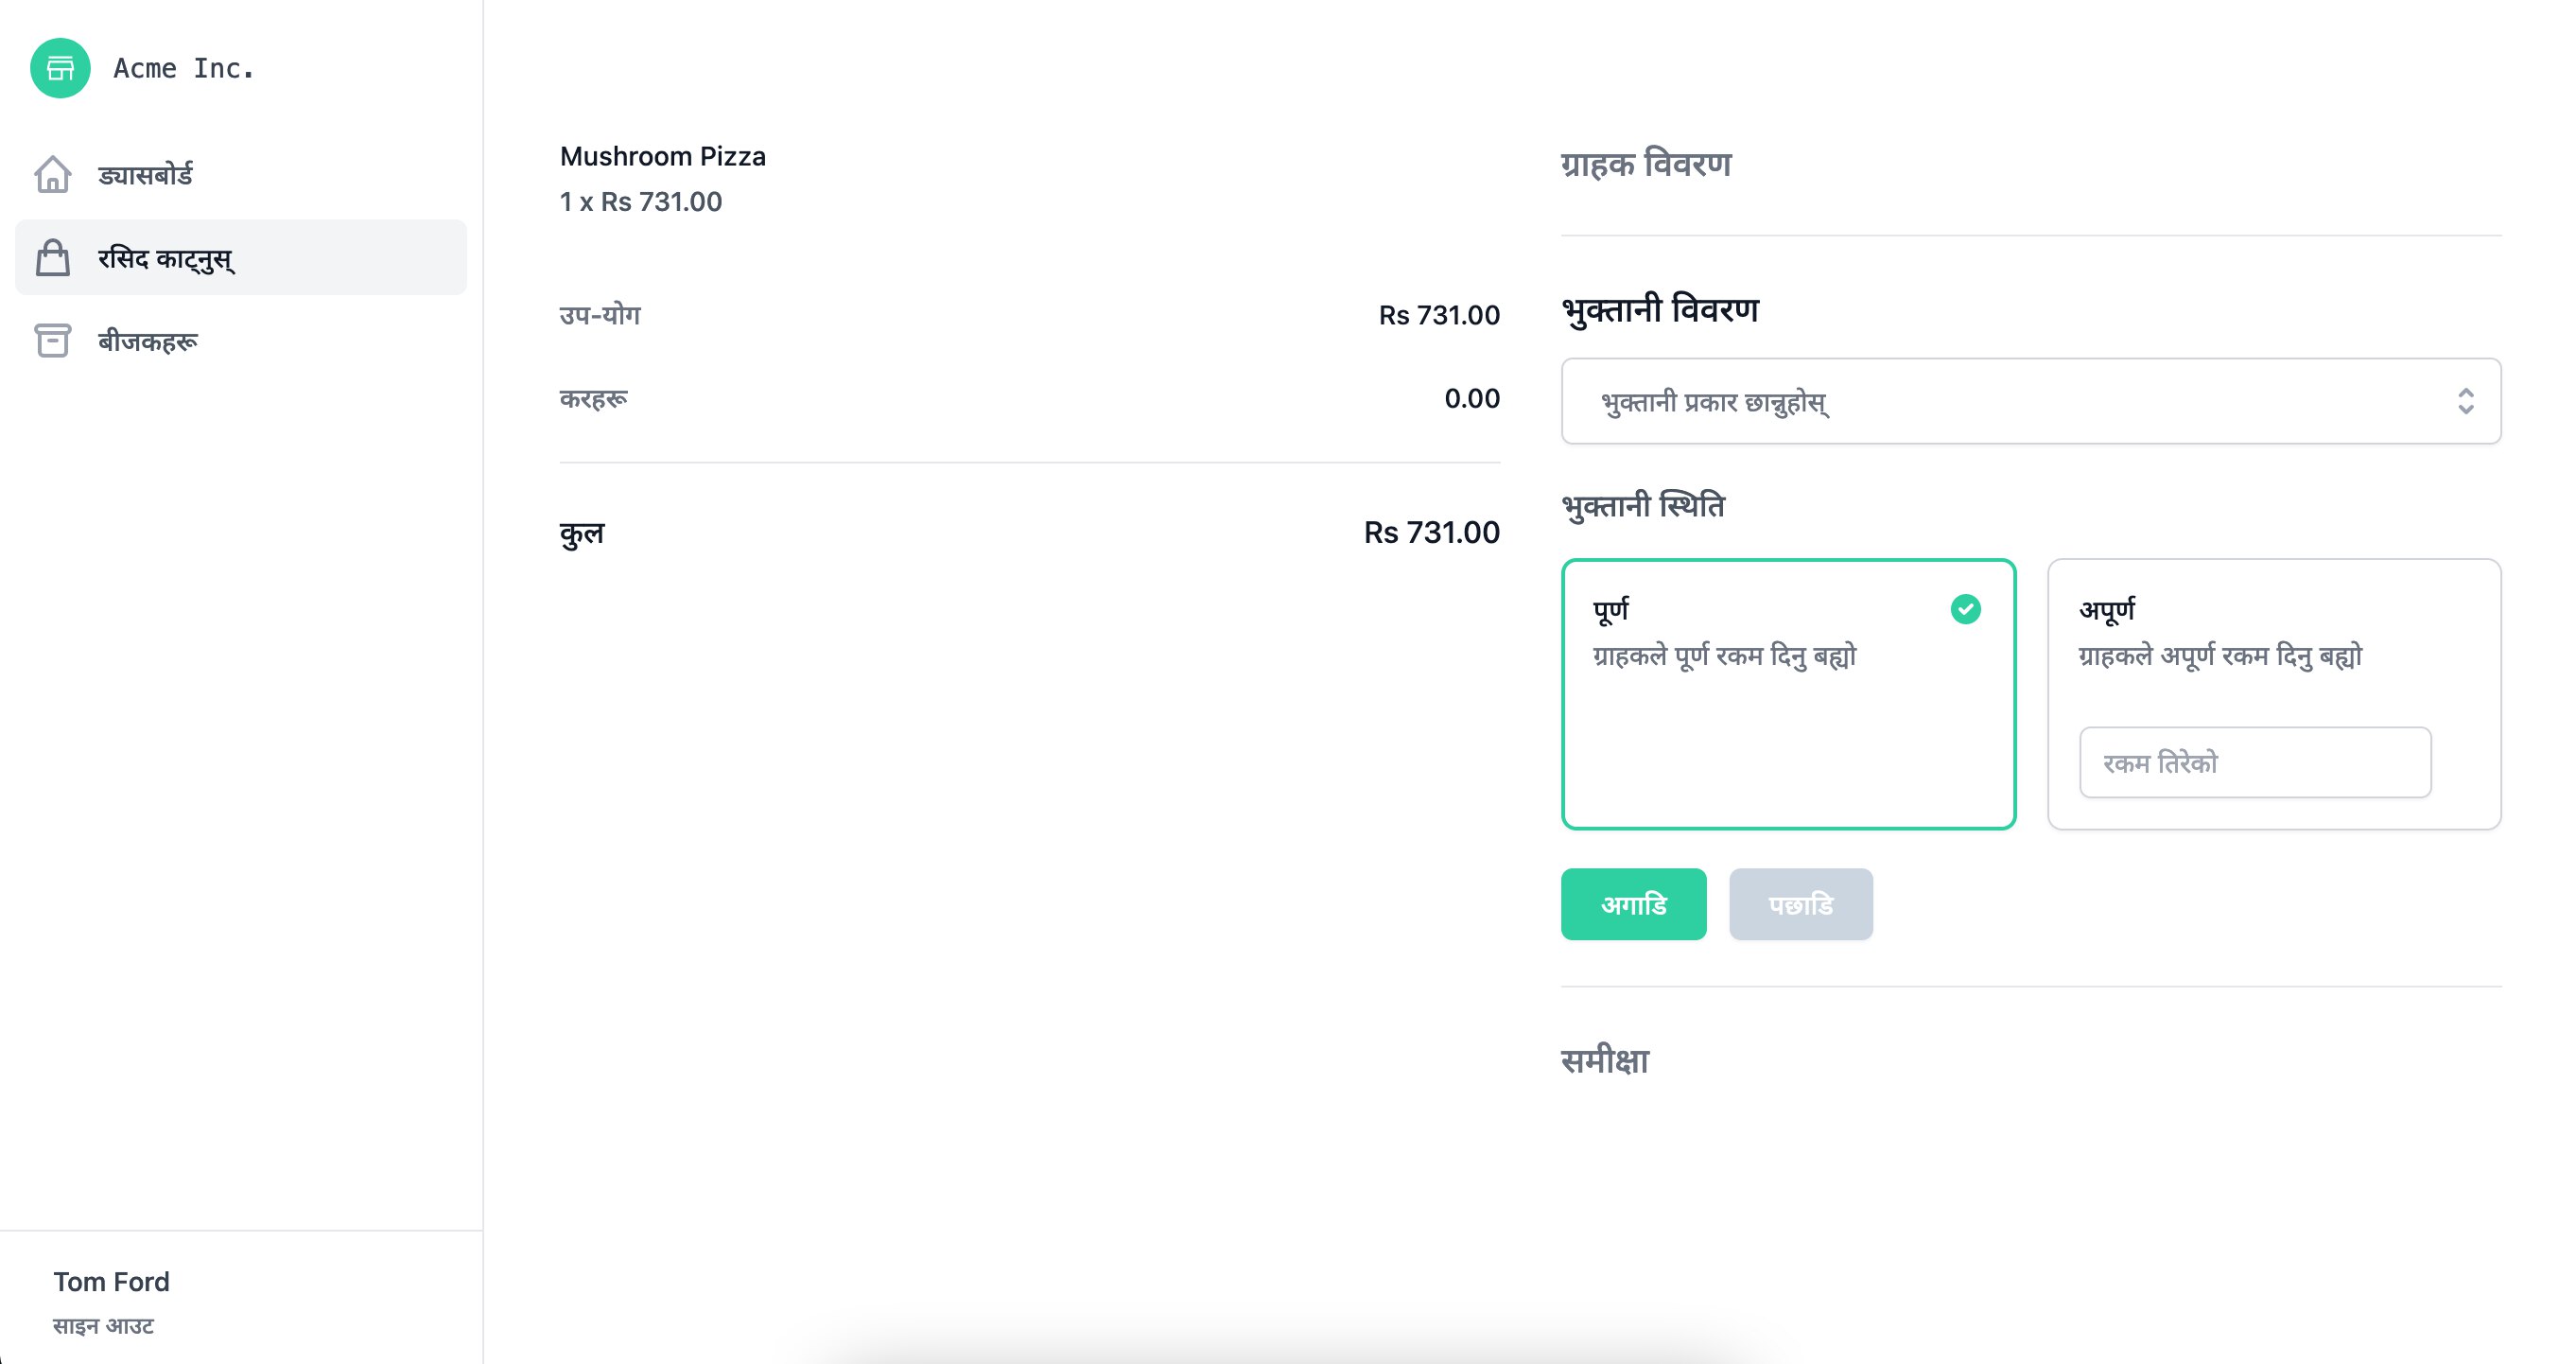 Acme Inc.
ड्यासबोर्ड
रसिद काट्नुस्
बीजकहरू
Tom Ford
साइन आउट
Mushroom Pizza
1 x Rs 731.00
उप-योग Rs 731.00
करहरू 0.00
कुल Rs 731.00
ग्राहक विवरण
भुक्तानी विवरण
भुक्तानी प्रकार छान्नुहोस्
भुक्तानी स्थिति
पूर्ण
ग्राहकले पूर्ण रकम दिनु बह्यो
अपूर्ण
ग्राहकले अपूर्ण रकम दिनु बह्यो
रकम तिरेको
अगाडि पछाडि
समीक्षा